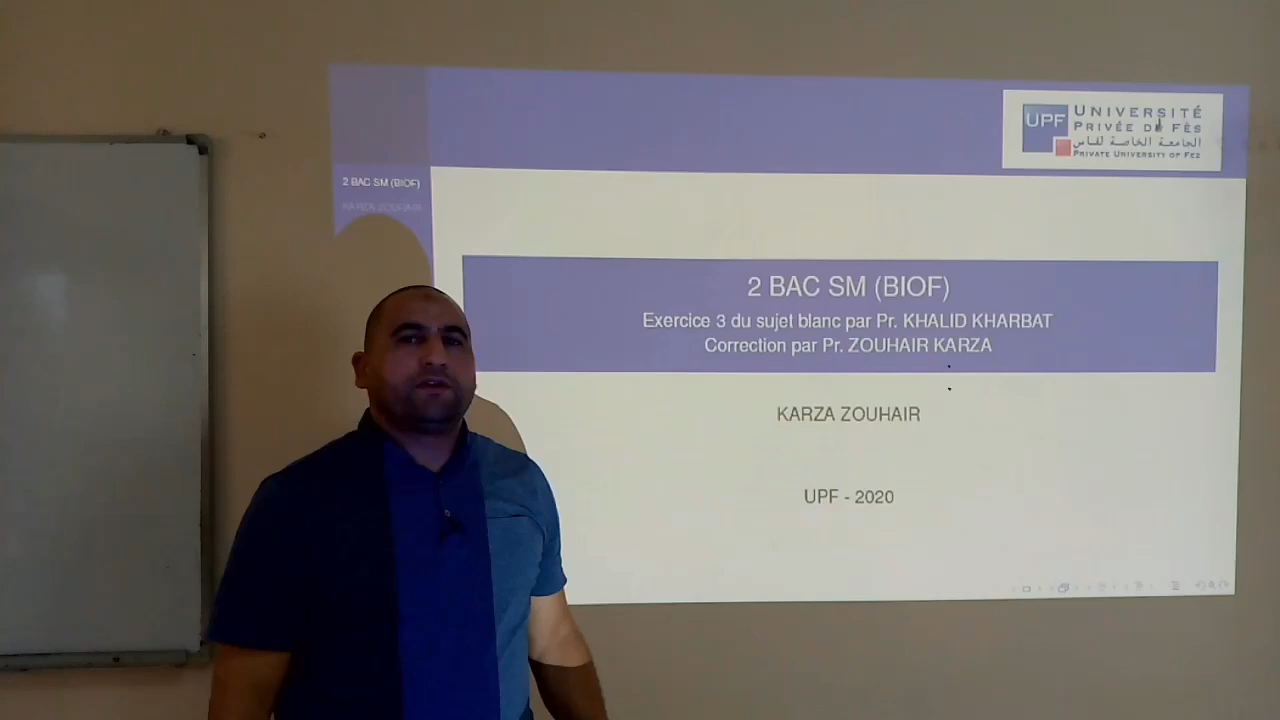 UPF
UNIVERSITÉ
PRIVÉE DE FÈS
الجامعة الخاصة لفاس
PRIVATE UNIVERSITY OF FEZ
2 BAC SM (BIOF)
KARZA ZOUHAIR
2 BAC SM (BIOF)
Exercice 3 du sujet blanc par Pr. KHALID KHARBAT
Correction par Pr. ZOUHAIR KARZA
KARZA ZOUHAIR
UPF - 2020